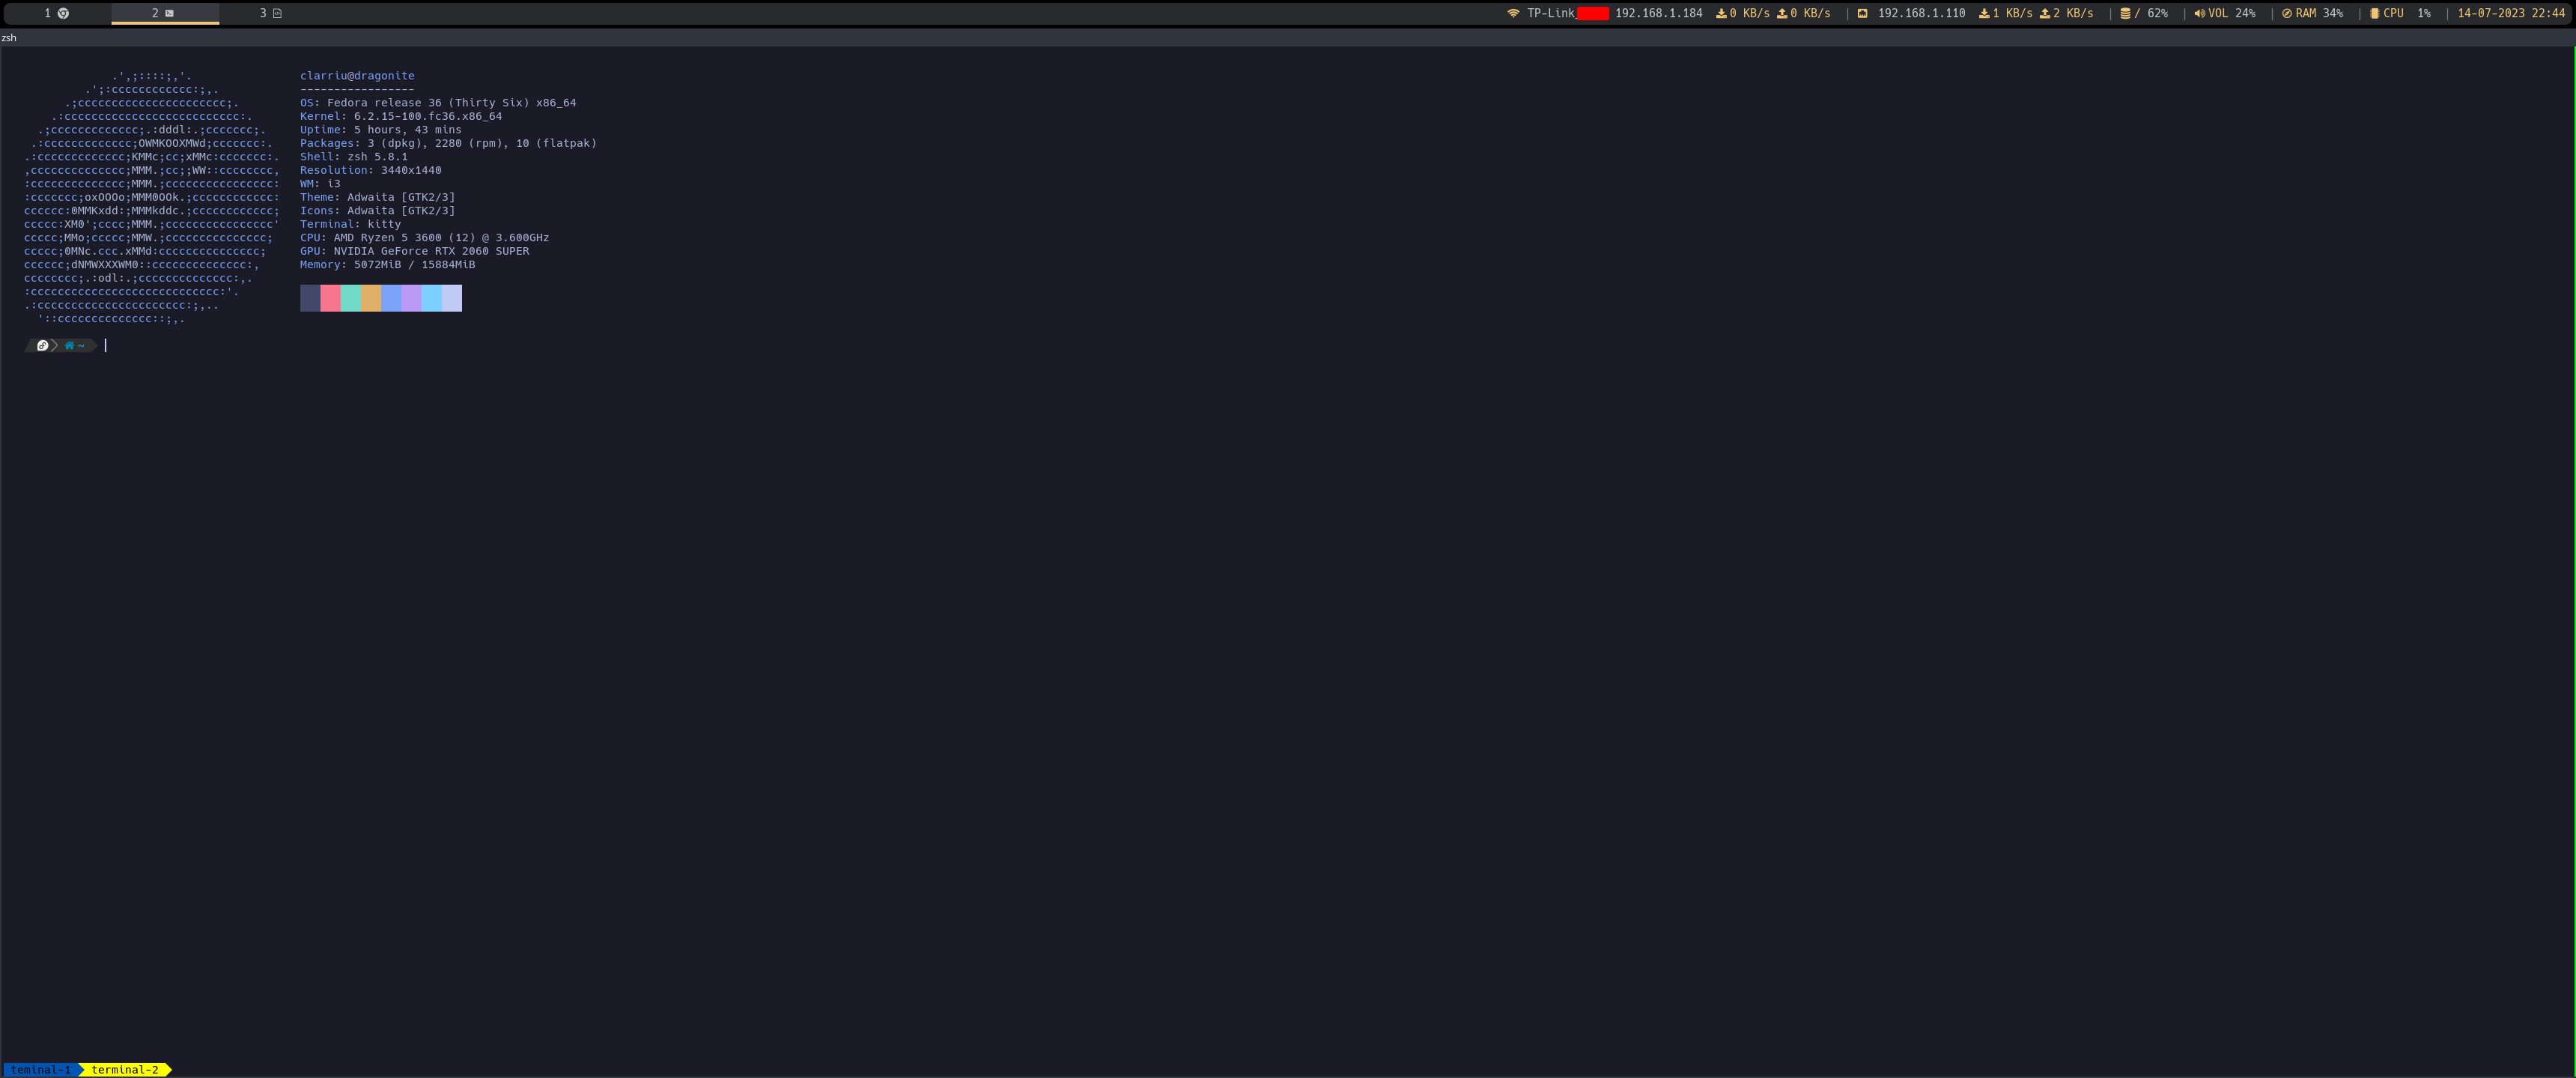 1 2 3 TP-Link_ 192.168.1.184 0 KB/s 0 KB/s | 192.168.1.110 1 KB/s 2 KB/s | / 62% | VOL 24% | RAM 34% | CPU 1% | 14-07-2023 22:44
zsh
.',;::::;,'. clarriu@dragonite
.';:cccccccccccc:;,. -----------------
.;cccccccccccccccccccccc;. OS: Fedora release 36 (Thirty Six) x86_64
.:cccccccccccccccccccccccccc:. Kernel: 6.2.15-100.fc36.x86_64
.;ccccccccccccc;.:dddl:.;ccccccc;. Uptime: 5 hours, 43 mins
.:ccccccccccccc;OWMKOOXMWd;ccccccc:. Packages: 3 (dpkg), 2280 (rpm), 10 (flatpak)
.:ccccccccccccc;KMMc;cc;xMMc:ccccccc:. Shell: zsh 5.8.1
,cccccccccccccc;MMM.;cc;;WW::cccccccc, Resolution: 3440x1440
:cccccccccccccc;MMM.;cccccccccccccccc: WM: i3
:ccccccc;oxOOOo;MMM0OOk.;cccccccccccc: Theme: Adwaita [GTK2/3]
cccccc:0MMKxdd:;MMMkddc.;cccccccccccc; Icons: Adwaita [GTK2/3]
ccccc:XM0';cccc;MMM.;cccccccccccccccc' Terminal: kitty
ccccc;MMo;ccccc;MMW.;ccccccccccccccc; CPU: AMD Ryzen 5 3600 (12) @ 3.600GHz
ccccc;0MNc.ccc.xMMd:ccccccccccccccc; GPU: NVIDIA GeForce RTX 2060 SUPER
cccccc;dNMWXXXWM0::cccccccccccccc:, Memory: 5072MiB / 15884MiB
cccccccc;.:odl:.;cccccccccccccc:,.
:cccccccccccccccccccccccccccc:'.
.:cccccccccccccccccccccc:;,..
'::cccccccccccccc::;,.
~
teminal-1 terminal-2